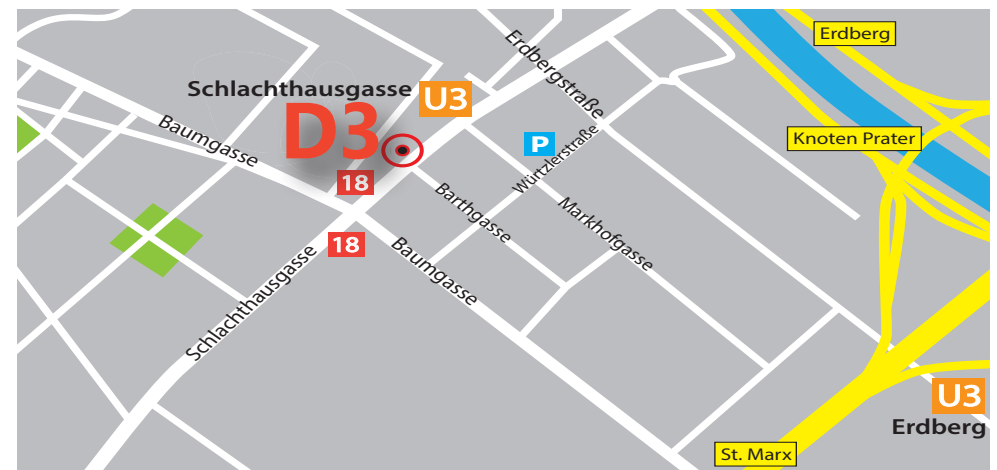 Erdberg
Erdbergstraße
Schlachthausgasse
U3
D3
Baumgasse
Knoten Prater
P
Würtzlerstraße
18
Barthgasse
Markhofgasse
18
Baumgasse
Schlachthausgasse
U3
Erdberg
St. Marx